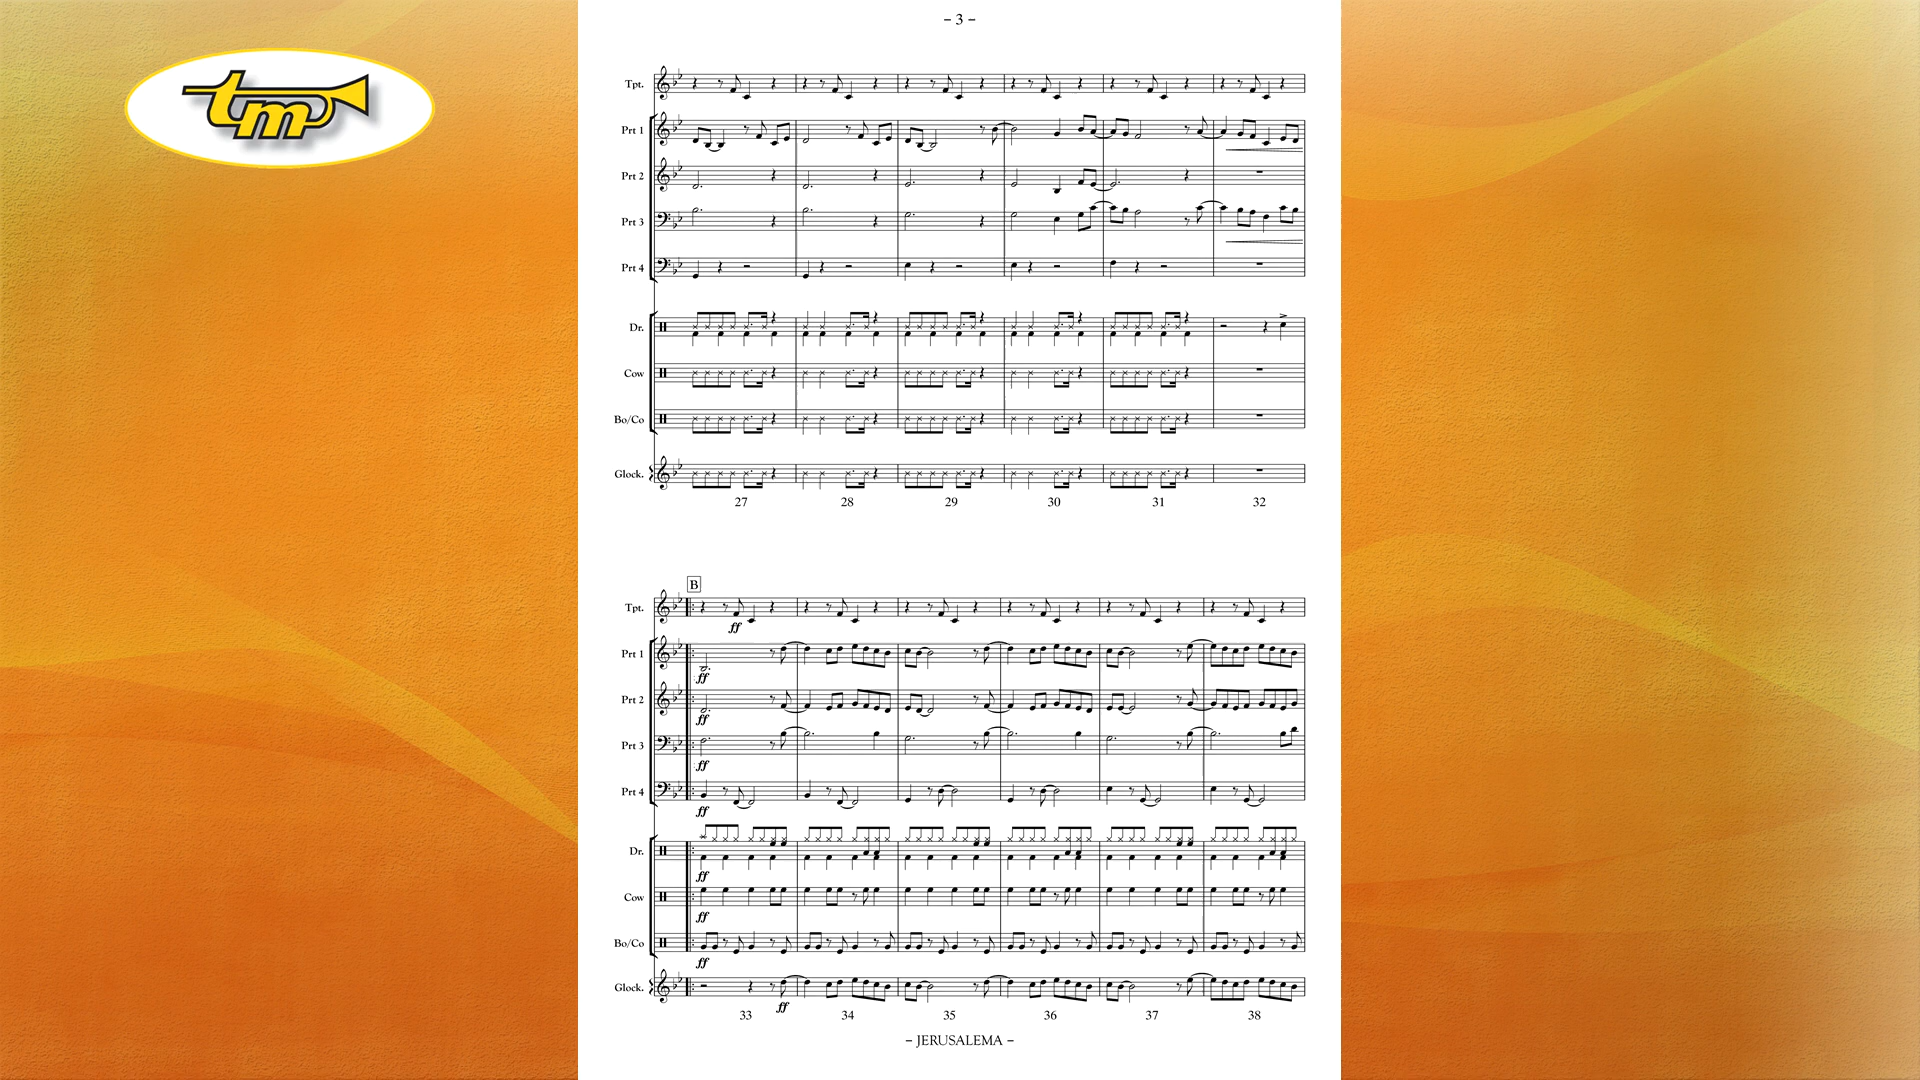 tm
– 3 –
Tpt.
Prt 1
Prt 2
Prt 3
Prt 4
Dr.
Cow
Bo/Co
Glock.
27 28 29 30 31 32
B
Tpt.
ff
Prt 1
ff
Prt 2
ff
Prt 3
ff
Prt 4
ff
Dr.
ff
Cow
ff
Bo/Co
ff
Glock.
ff
33 34 35 36 37 38
– JERUSALEMA –